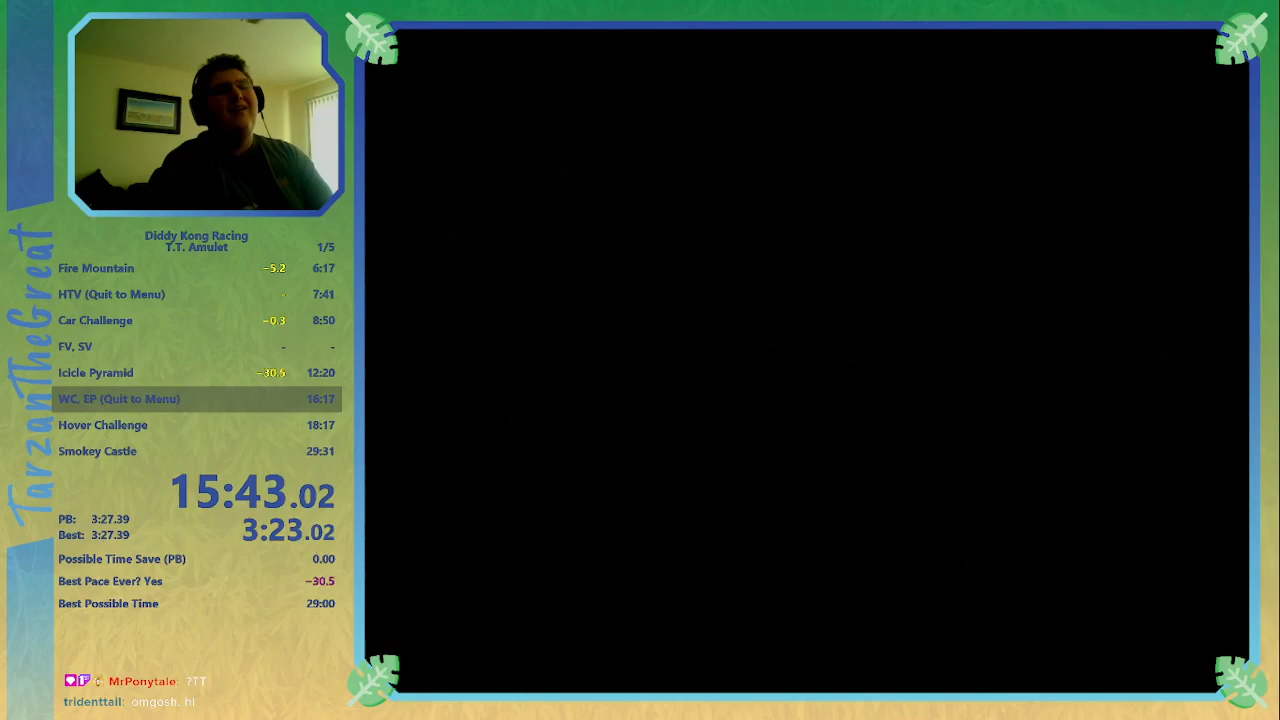 TarzanTheGreat
Diddy Kong Racing
T.T. Amulet 1/5
Fire Mountain −5.2 6:17
HTV (Quit to Menu) - 7:41
Car Challenge −0.3 8:50
FV, SV - -
Icicle Pyramid −30.5 12:20
WC, EP (Quit to Menu) 16:17
Hover Challenge 18:17
Smokey Castle 29:31
15:43.02
PB: 3:27.39
Best: 3:27.39
3:23.02
Possible Time Save (PB) 0.00
Best Pace Ever? Yes −30.5
Best Possible Time 29:00
MrPonytale: ?TT
tridenttail: omgosh. hi